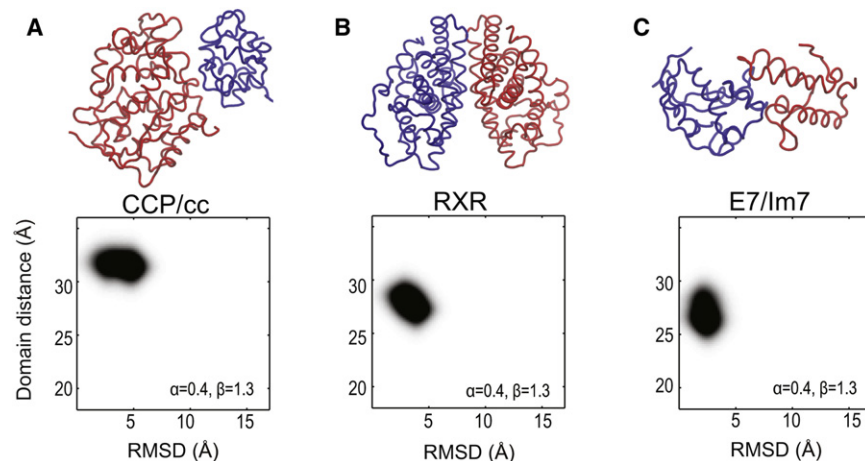 A
B
C
CCP/cc
RXR
E7/Im7
Domain distance (Å)
30
25
20
α=0.4, β=1.3
5
10
15
RMSD (Å)
30
25
20
α=0.4, β=1.3
5
10
15
RMSD (Å)
30
25
20
α=0.4, β=1.3
5
10
15
RMSD (Å)